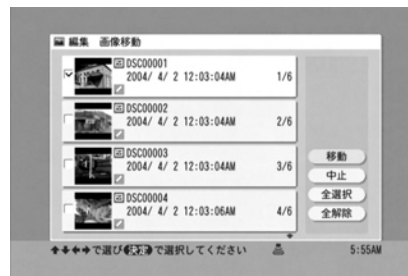 編集 画像移動
DSC00001
2004/ 4/ 2 12:03:04AM 1/6
DSC00002
2004/ 4/ 2 12:03:04AM 2/6
DSC00003
2004/ 4/ 2 12:03:04AM 3/6
DSC00004
2004/ 4/ 2 12:03:06AM 4/6
移動
中止
全選択
全解除
で選び 決定 で選択してください 5:55AM